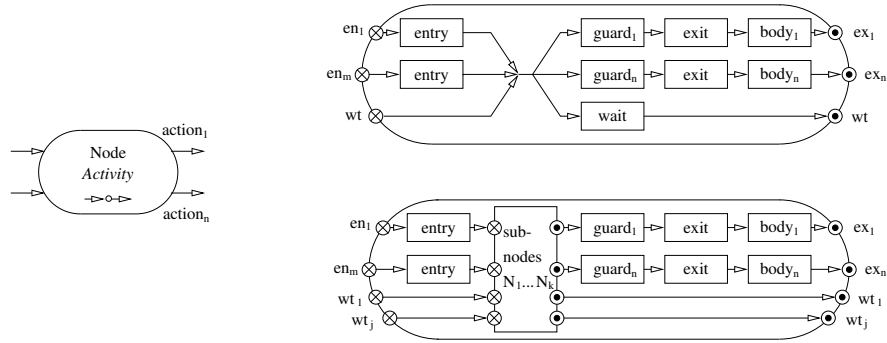 en₁ entry guard₁ exit body₁ ex₁
enₘ entry guardₙ exit bodyₙ exₙ
wt wait wt
action₁
Node
Activity
actionₙ
en₁ entry sub- guard₁ exit body₁ ex₁
nodes
enₘ entry N₁...Nₖ guardₙ exit bodyₙ exₙ
wt₁ wt₁
wtⱼ wtⱼ